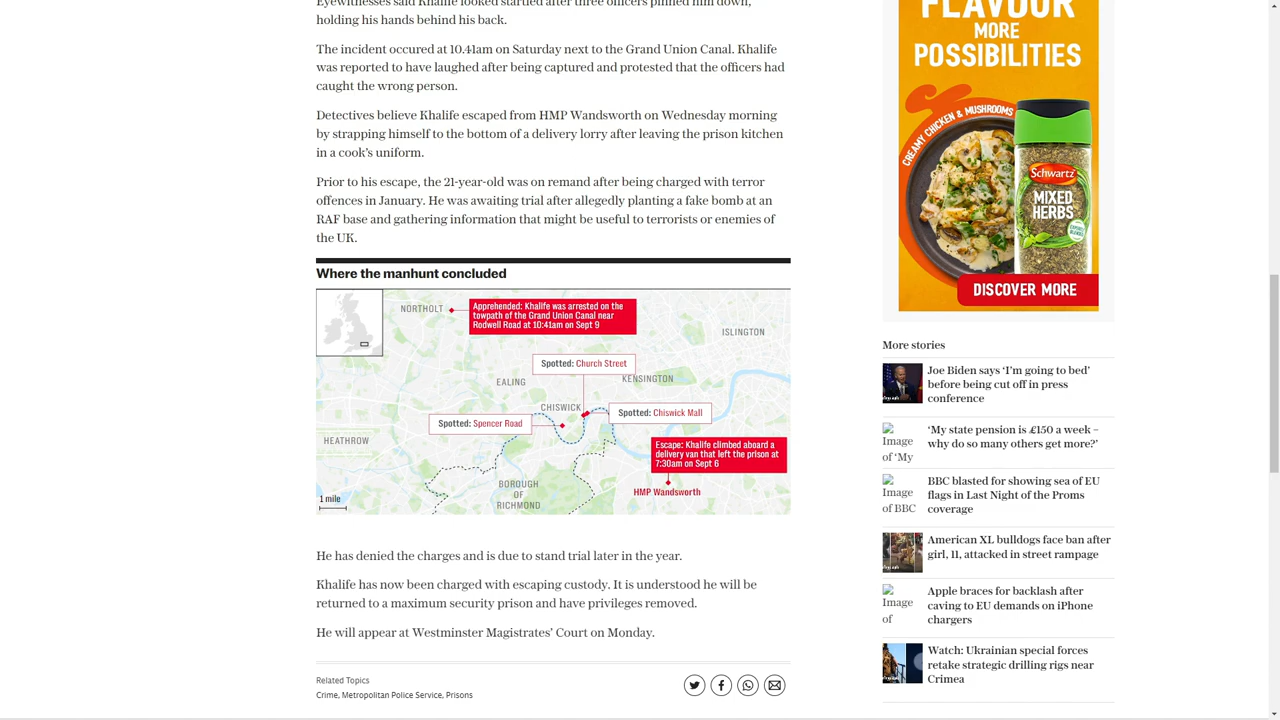 Eyewitnesses said Khalife looked startled after three officers pinned him down,
holding his hands behind his back.
The incident occured at 10.41am on Saturday next to the Grand Union Canal. Khalife
was reported to have laughed after being captured and protested that the officers had
caught the wrong person.
Detectives believe Khalife escaped from HMP Wandsworth on Wednesday morning
by strapping himself to the bottom of a delivery lorry after leaving the prison kitchen
in a cook's uniform.
Prior to his escape, the 21-year-old was on remand after being charged with terror
offences in January. He was awaiting trial after allegedly planting a fake bomb at an
RAF base and gathering information that might be useful to terrorists or enemies of
the UK.
Where the manhunt concluded
NORTHOLT
Apprehended: Khalife was arrested on the
towpath of the Grand Union Canal near
Rodwell Road at 10:41am on Sept 9
ISLINGTON
Spotted: Church Street
EALING
KENSINGTON
CHISWICK
Spotted: Chiswick Mall
Spotted: Spencer Road
HEATHROW
Escape: Khalife climbed aboard a
delivery van that left the prison at
7:30am on Sept 6
HMP Wandsworth
BOROUGH
OF
RICHMOND
1 mile
He has denied the charges and is due to stand trial later in the year.
Khalife has now been charged with escaping custody. It is understood he will be
returned to a maximum security prison and have privileges removed.
He will appear at Westminster Magistrates' Court on Monday.
Related Topics
Crime, Metropolitan Police Service, Prisons
FLAVOUR
MORE
POSSIBILITIES
CREAMY CHICKEN & MUSHROOMS
Schwartz
MIXED
HERBS
DISCOVER MORE
More stories
Joe Biden says 'I'm going to bed'
before being cut off in press
conference
Image
of 'My
'My state pension is £150 a week –
why do so many others get more?'
Image
of BBC
BBC blasted for showing sea of EU
flags in Last Night of the Proms
coverage
American XL bulldogs face ban after
girl, 11, attacked in street rampage
Image
of
Apple braces for backlash after
caving to EU demands on iPhone
chargers
Watch: Ukrainian special forces
retake strategic drilling rigs near
Crimea